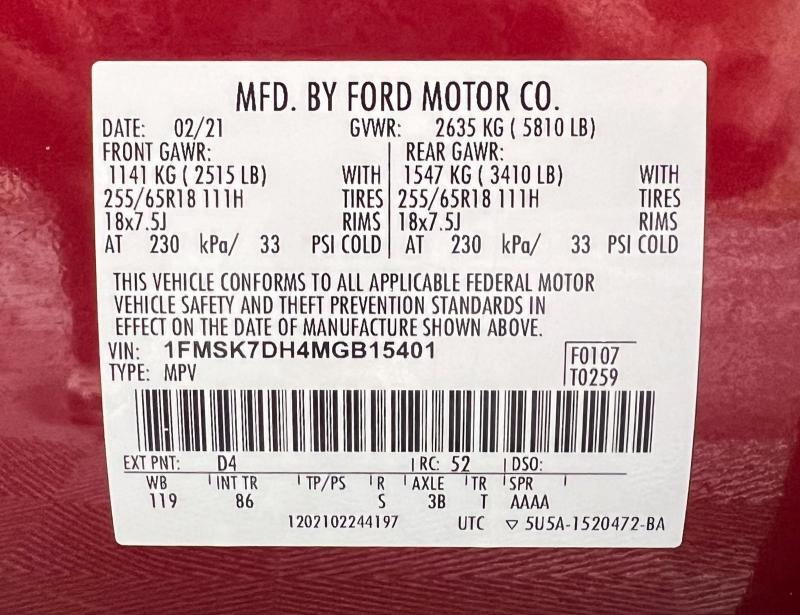 MFD. BY FORD MOTOR CO.
DATE: 02/21 GVWR: 2635 KG ( 5810 LB)
FRONT GAWR: REAR GAWR:
1141 KG ( 2515 LB) WITH 1547 KG ( 3410 LB) WITH
255/65R18 111H TIRES 255/65R18 111H TIRES
18x7.5J RIMS 18x7.5J RIMS
AT 230 kPa/ 33 PSI COLD AT 230 kPa/ 33 PSI COLD
THIS VEHICLE CONFORMS TO ALL APPLICABLE FEDERAL MOTOR
VEHICLE SAFETY AND THEFT PREVENTION STANDARDS IN
EFFECT ON THE DATE OF MANUFACTURE SHOWN ABOVE.
VIN: 1FMSK7DH4MGB15401 F0107
TYPE: MPV T0259
EXT PNT: D4 RC: 52 DSO:
WB INT TR TP/PS R AXLE TR SPR
119 86 S 3B T AAAA
1202102244197 UTC ▽ 5U5A-1520472-BA